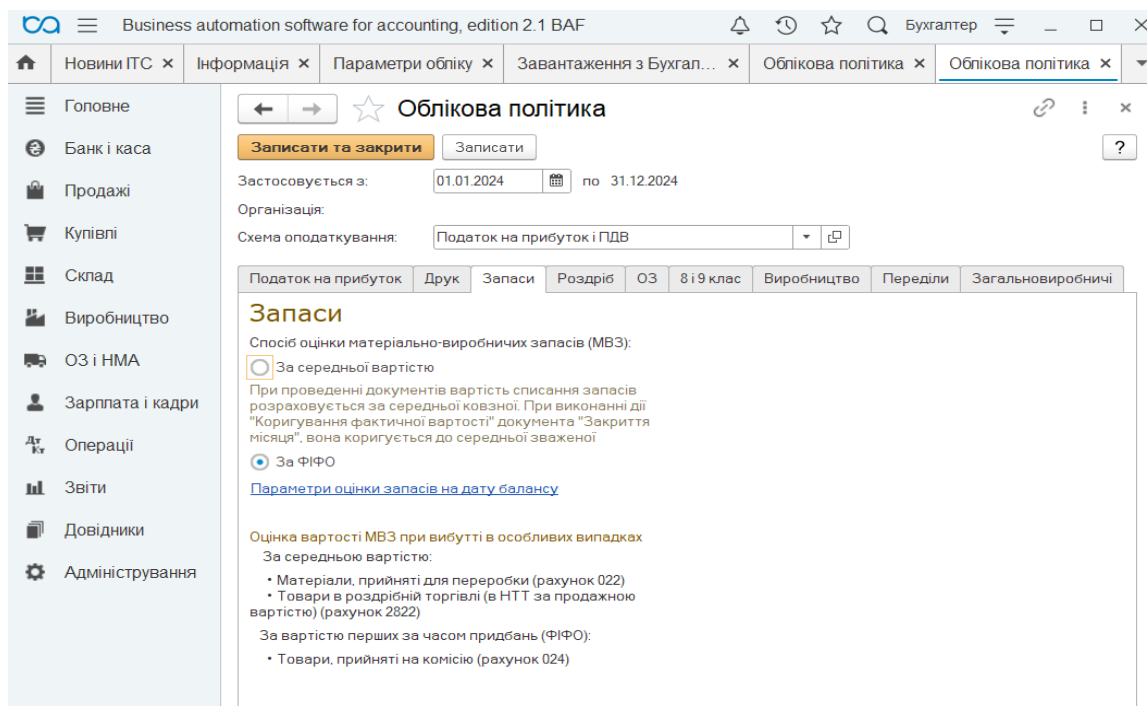 Business automation software for accounting, edition 2.1 BAF
Бухгалтер
Новини ІТС
Інформація
Параметри обліку
Завантаження з Бухгал...
Облікова політика
Облікова політика
Головне
Банк і каса
Продажі
Купівлі
Склад
Виробництво
ОЗ і НМА
Зарплата і кадри
Дт
Кт
Операції
Звіти
Довідники
Адміністрування
Облікова політика
Записати та закрити
Записати
?
Застосовується з:
01.01.2024
по 31.12.2024
Організація:
Схема оподаткування:
Податок на прибуток і ПДВ
Податок на прибуток
Друк
Запаси
Роздріб
ОЗ
8 і 9 клас
Виробництво
Переділи
Загальновиробничі
Запаси
Спосіб оцінки матеріально-виробничих запасів (МВЗ):
За середньої вартістю
При проведенні документів вартість списання запасів
розраховується за середньої ковзної. При виконанні дії
"Коригування фактичної вартості" документа "Закриття
місяця", вона коригується до середньої зваженої
За ФІФО
Параметри оцінки запасів на дату балансу
Оцінка вартості МВЗ при вибутті в особливих випадках
За середньою вартістю:
• Матеріали, прийняті для переробки (рахунок 022)
• Товари в роздрібній торгівлі (в НТТ за продажною
вартістю) (рахунок 2822)
За вартістю перших за часом придбань (ФІФО):
• Товари, прийняті на комісію (рахунок 024)